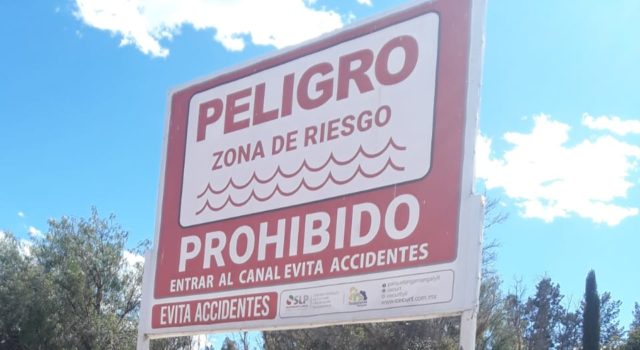 PELIGRO
ZONA DE RIESGO
PROHIBIDO
ENTRAR AL CANAL EVITA ACCIDENTES
EVITA ACCIDENTES
SLP